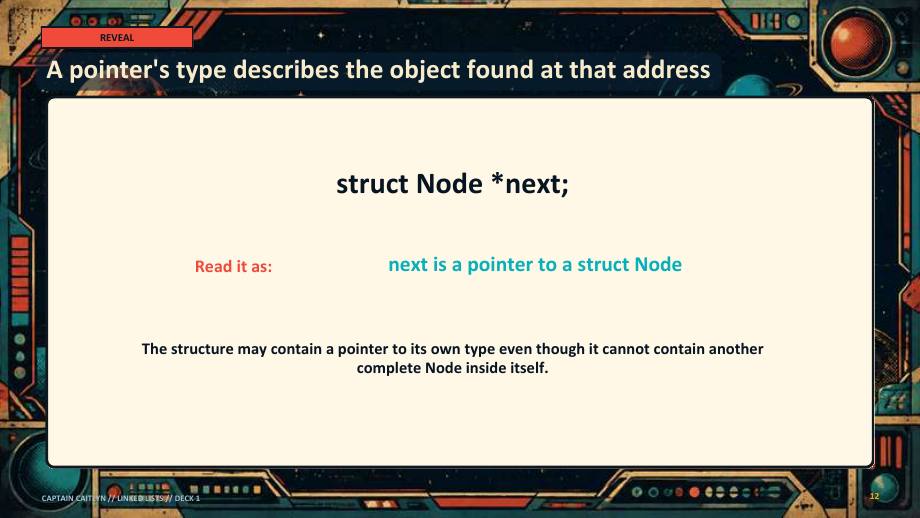 REVEAL
A pointer's type describes the object found at that address
struct Node *next;
Read it as:
next is a pointer to a struct Node
The structure may contain a pointer to its own type even though it cannot contain another
complete Node inside itself.
CAPTAIN CAITLYN // LINKED LISTS // DECK 1
12